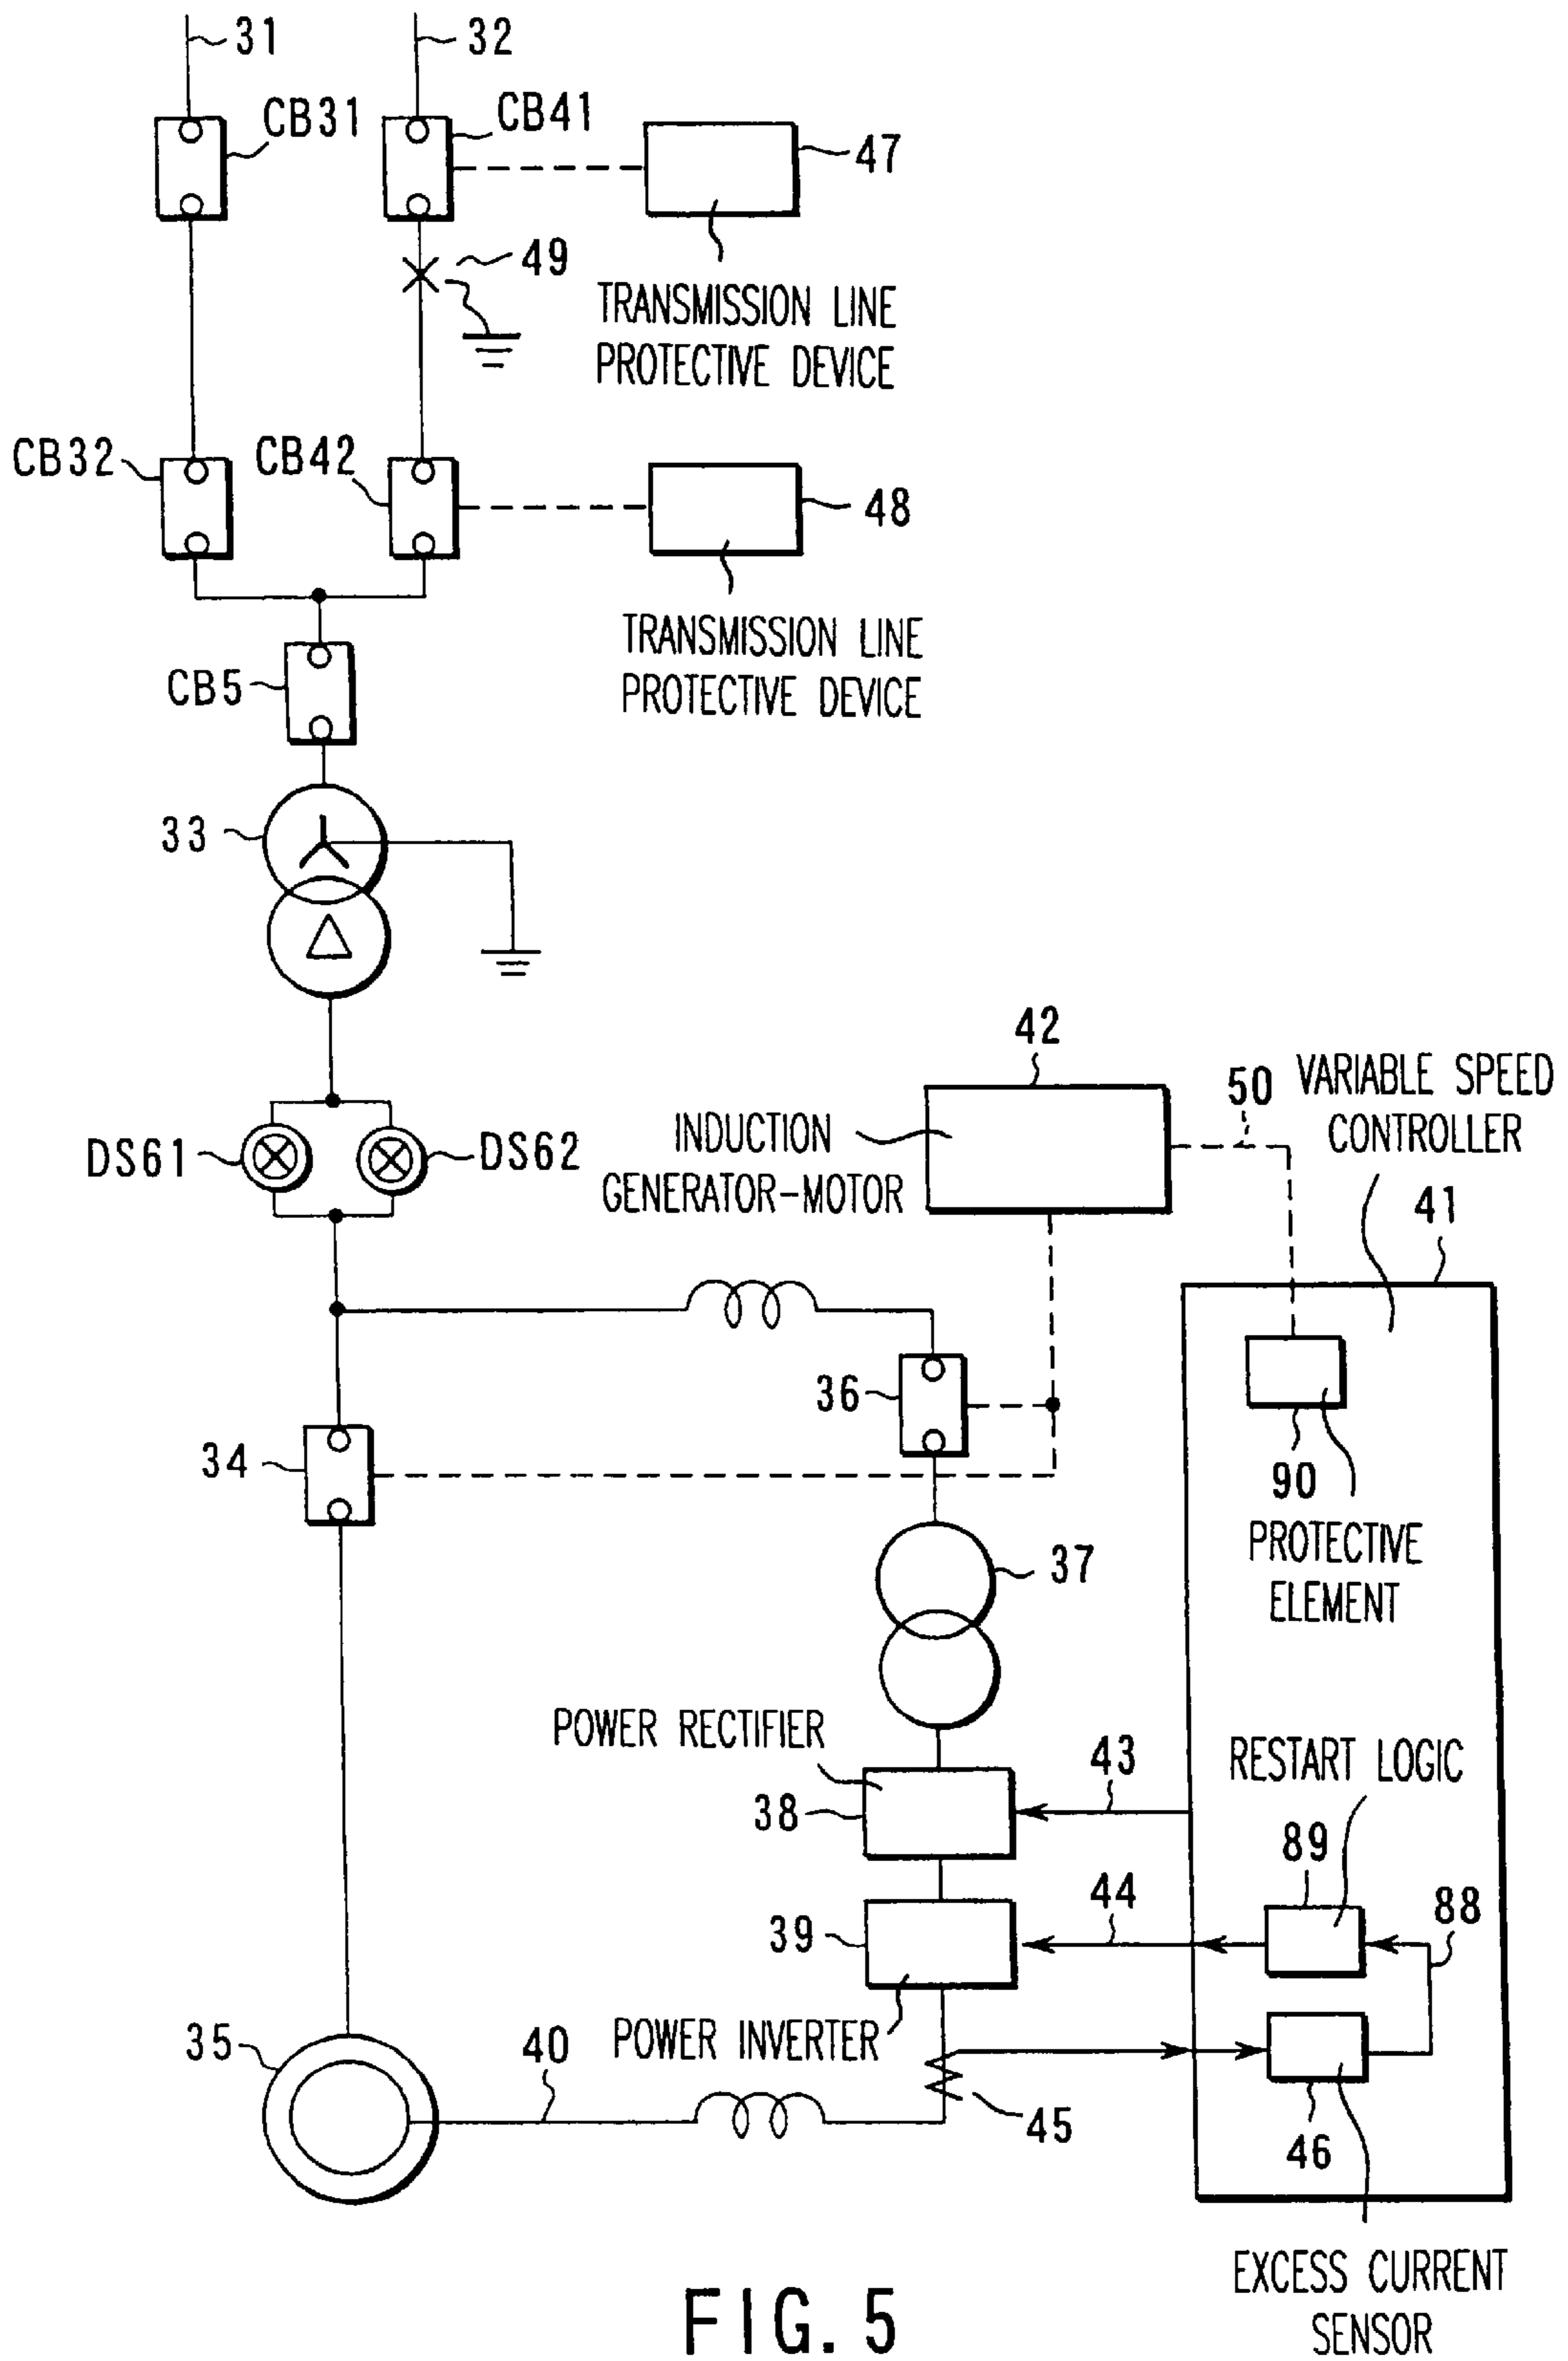 31
32
CB31
CB41
47
49
TRANSMISSION LINE
PROTECTIVE DEVICE
CB32
CB42
48
TRANSMISSION LINE
PROTECTIVE DEVICE
CB5
33
42
VARIABLE SPEED
CONTROLLER
50
DS61
DS62
INDUCTION
GENERATOR-MOTOR
41
36
34
90
PROTECTIVE
ELEMENT
37
POWER RECTIFIER
43
RESTART LOGIC
38
89
44
88
39
35
40
POWER INVERTER
45
46
EXCESS CURRENT
SENSOR
FIG. 5